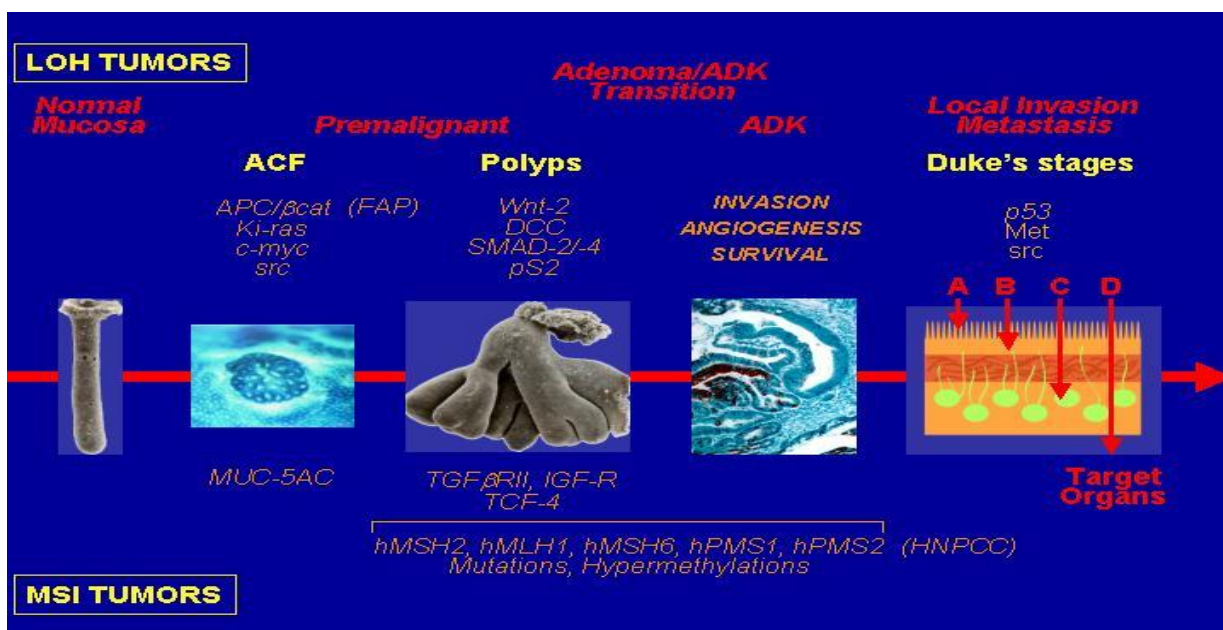 LOH TUMORS
Adenoma/ADK
Transition
Normal
Mucosa
Premalignant
ADK
Local Invasion
Metastasis
ACF
Polyps
Duke's stages
APC/βcat (FAP)
Ki-ras
c-myc
src
Wnt-2
DCC
SMAD-2/-4
pS2
INVASION
ANGIOGENESIS
SURVIVAL
p53
Met
src
A B C D
MUC-5AC
TGFβRII, IGF-R
TCF-4
Target
Organs
hMSH2, hMLH1, hMSH6, hPMS1, hPMS2 (HNPCC)
Mutations, Hypermethylations
MSI TUMORS